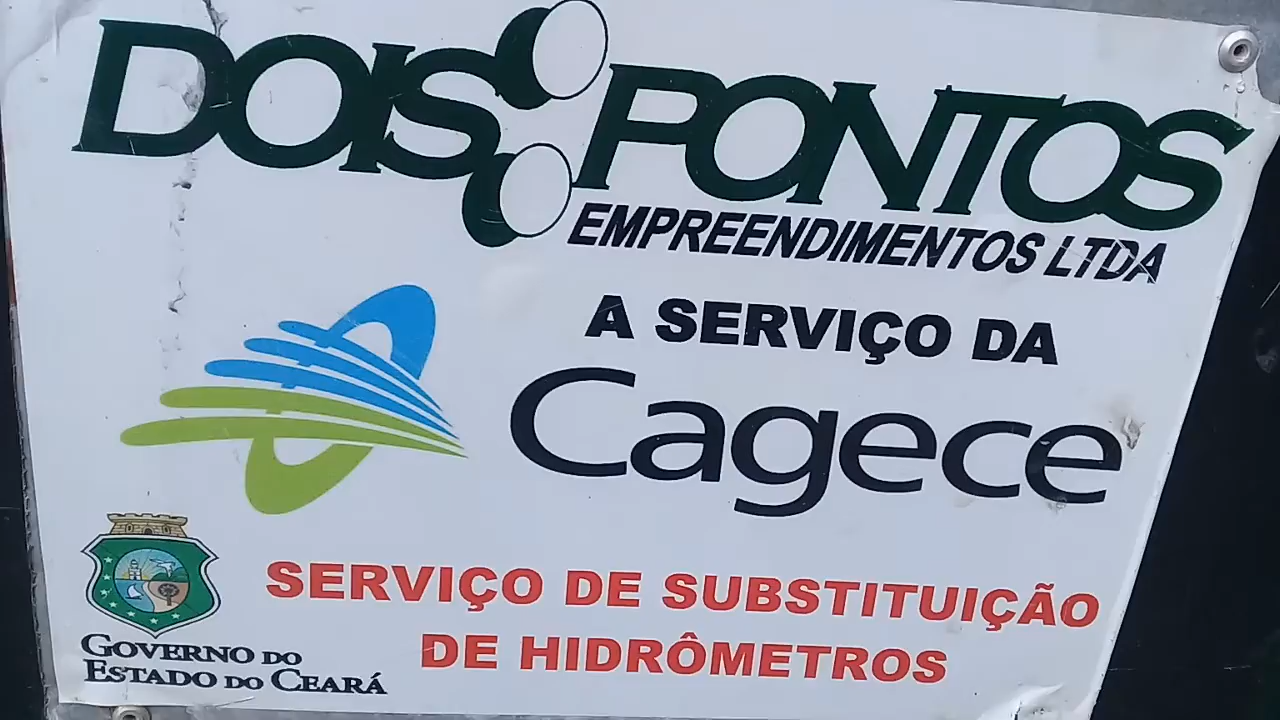 DOIS PONTOS
EMPREENDIMENTOS LTDA
A SERVIÇO DA
Cagece
SERVIÇO DE SUBSTITUIÇÃO
DE HIDRÔMETROS
GOVERNO DO
ESTADO DO CEARÁ